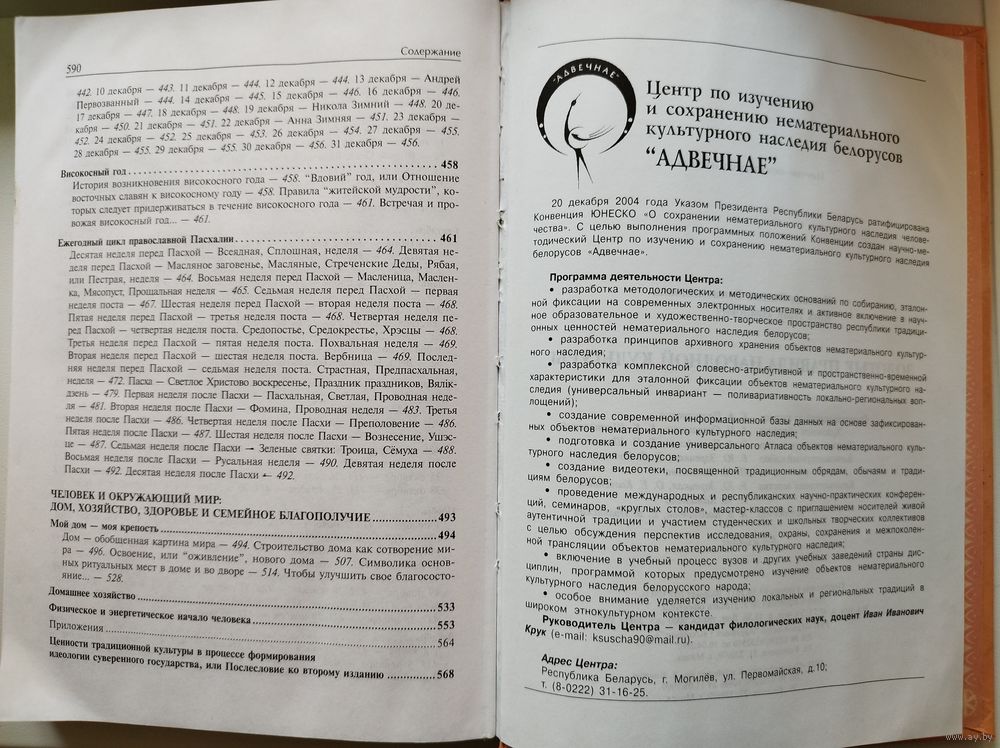 590
Содержание
442. 10 декабря — 443. 11 декабря — 444. 12 декабря — 444. 13 декабря — Андрей
Первозванный — 444. 14 декабря — 445. 15 декабря — 446. 16 декабря — 446.
17 декабря — 447. 18 декабря — 448. 19 декабря — Никола Зимний — 448. 20 де-
кабря — 450. 21 декабря — 451. 22 декабря — Анна Зимняя — 451. 23 декабря —
452. 24 декабря — 452. 25 декабря — 453. 26 декабря — 454. 27 декабря — 455.
28 декабря — 455. 29 декабря — 455. 30 декабря — 456. 31 декабря — 456.
Високосный год, 458
История возникновения високосного года — 458. “Вдовий” год, или Отношение
восточных славян к високосному году — 458. Правила “житейской мудрости”, ко-
торых следует придерживаться в течение високосного года — 461. Встречая и про-
вожая високосный год... — 461.
Ежегодный цикл православной Пасхалии 461
Десятая неделя перед Пасхой — Всеядная, Сплошная, неделя — 464. Девятая не-
деля перед Пасхой — Масляное заговенье, Масляные, Стреченские Деды, Рябая,
или Пестрая, неделя — 464. Восьмая неделя перед Пасхой — Масленица, Маслен-
ка, Мясопуст, Прощальная неделя — 465. Седьмая неделя перед Пасхой — первая
неделя поста — 467. Шестая неделя перед Пасхой — вторая неделя поста — 468.
Пятая неделя перед Пасхой — третья неделя поста — 468. Четвертая неделя пе-
ред Пасхой — четвертая неделя поста. Средопостье, Средокрестье, Хрэсцы — 468.
Третья неделя перед Пасхой — пятая неделя поста. Похвальная неделя — 469.
Вторая неделя перед Пасхой — шестая неделя поста. Вербница — 469. Послед-
няя неделя перед Пасхой — седьмая неделя поста. Страстная, Предпасхальная,
неделя — 472. Пасха — Светлое Христово воскресенье, Праздник праздников, Вялік-
дзень — 479. Первая неделя после Пасхи — Пасхальная, Светлая, Проводная неде-
ля — 481. Вторая неделя после Пасхи — Фомина, Проводная неделя — 483. Третья
неделя после Пасхи — 486. Четвертая неделя после Пасхи — Преполовение — 486.
Пятая неделя после Пасхи — 487. Шестая неделя после Пасхи — Вознесение, Ушэс-
це — 487. Седьмая неделя после Пасхи — Зеленые святки: Троица, Сёмуха — 488.
Восьмая неделя после Пасхи — Русальная неделя — 490. Девятая неделя после
Пасхи — 492. Десятая неделя после Пасхи — 492.
ЧЕЛОВЕК И ОКРУЖАЮЩИЙ МИР:
ДОМ, ХОЗЯЙСТВО, ЗДОРОВЬЕ И СЕМЕЙНОЕ БЛАГОПОЛУЧИЕ 493
Мой дом — моя крепость 494
Дом — обобщенная картина мира — 494. Строительство дома как сотворение ми-
ра — 496. Освоение, или “оживление”, нового дома — 507. Символика основ-
ных ритуальных мест в доме и во дворе — 514. Чтобы улучшить свое благососто-
яние... — 528.
Домашнее хозяйство 533
Физическое и энергетическое начало человека 553
Приложения 564
Ценности традиционной культуры в процессе формирования
идеологии суверенного государства, или Послесловие ко второму изданию 568
"АДВЕЧНАЕ"
Центр по изучению
и сохранению нематериального
культурного наследия белорусов
“АДВЕЧНАЕ”
20 декабря 2004 года Указом Президента Республики Беларусь ратифицирована
Конвенция ЮНЕСКО «О сохранении нематериального культурного наследия челове-
чества». С целью выполнения программных положений Конвенции создан научно-ме-
тодический Центр по изучению и сохранению нематериального культурного наследия
белорусов «Адвечнае».
Программа деятельности Центра:
• разработка методологических и методических оснований по собиранию, эталон-
ной фиксации на современных электронных носителях и активное включение в науч-
ное образовательное и художественно-творческое пространство республики традици-
онных ценностей нематериального наследия белорусов;
• разработка принципов архивного хранения объектов нематериального культур-
ного наследия;
• разработка комплексной словесно-атрибутивной и пространственно-временной
характеристики для эталонной фиксации объектов нематериального культурного на-
следия (универсальный инвариант — поливариативность локально-региональных воп-
лощений);
• создание современной информационной базы данных на основе зафиксирован-
ных объектов нематериального культурного наследия;
• подготовка и создание универсального Атласа объектов нематериального куль-
турного наследия белорусов;
• создание видеотеки, посвященной традиционным обрядам, обычаям и тради-
циям белорусов;
• проведение международных и республиканских научно-практических конферен-
ций, семинаров, «круглых столов», мастер-классов с приглашением носителей живой
аутентичной традиции и участием студенческих и школьных творческих коллективов
с целью обсуждения перспектив исследования, охраны, сохранения и межпоколен-
ной трансляции объектов нематериального культурного наследия;
• включение в учебный процесс вузов и других учебных заведений страны дис-
циплин, программой которых предусмотрено изучение объектов нематериального
культурного наследия белорусского народа;
• особое внимание уделяется изучению локальных и региональных традиций в
широком этнокультурном контексте.
Руководитель Центра — кандидат филологических наук, доцент Иван Иванович
Крук (e-mail: ksuscha90@mail.ru).
Адрес Центра:
Республика Беларусь, г. Могилёв, ул. Первомайская, д.10;
т. (8-0222) 31-16-25.
www.ay.by